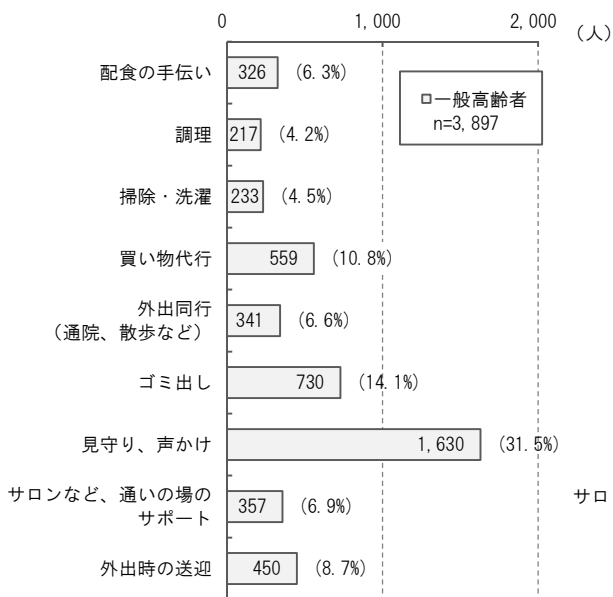 0 1,000 2,000 (人)
□一般高齢者
n=3,897
配食の手伝い 326 (6.3%)
調理 217 (4.2%)
掃除・洗濯 233 (4.5%)
買い物代行 559 (10.8%)
外出同行
(通院、散歩など) 341 (6.6%)
ゴミ出し 730 (14.1%)
見守り、声かけ 1,630 (31.5%)
サロンなど、通いの場の
サポート 357 (6.9%)
サロ
外出時の送迎 450 (8.7%)